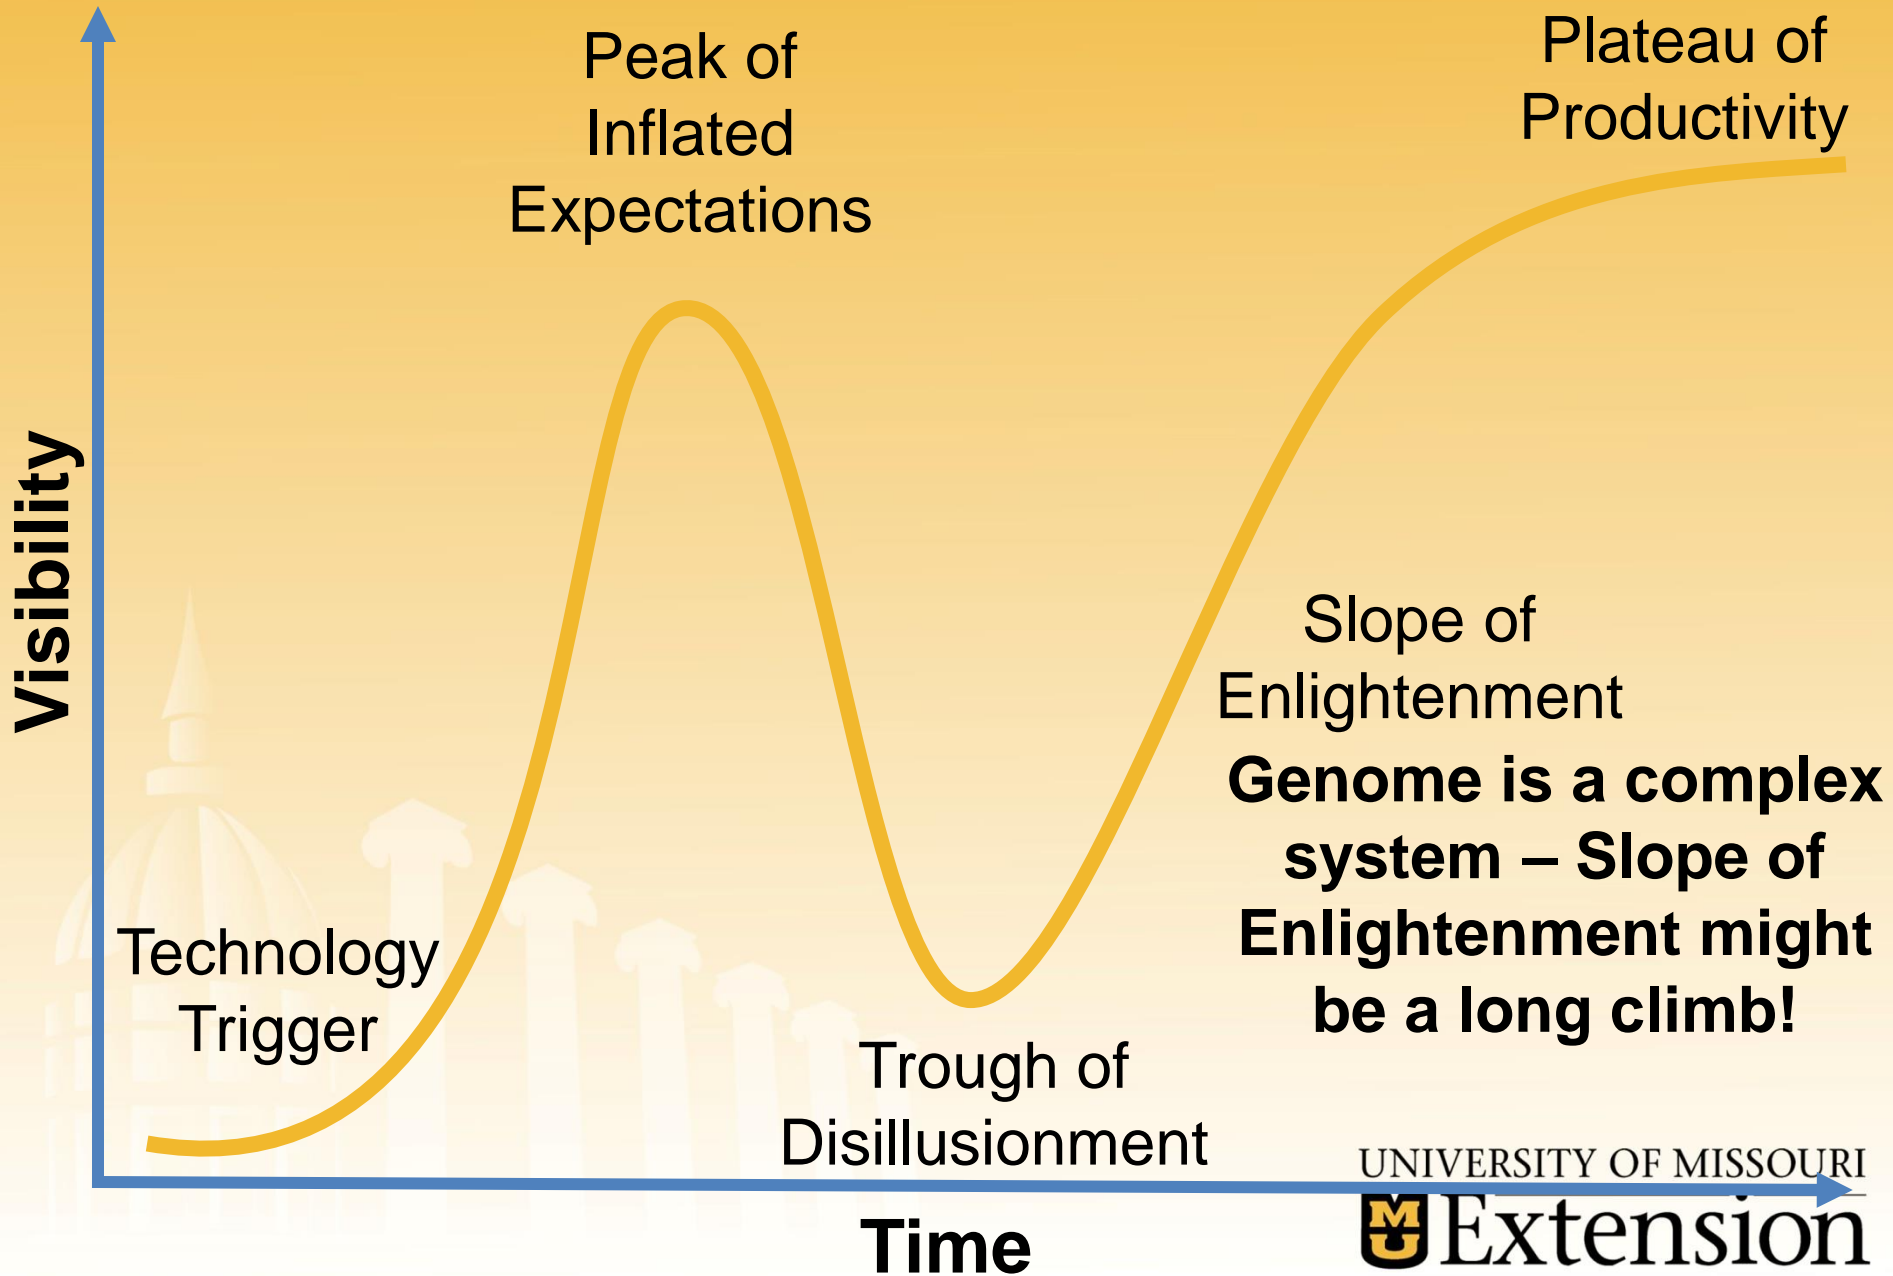 Peak of
Inflated
Expectations
Plateau of
Productivity
Visibility
Slope of
Enlightenment
Genome is a complex
system – Slope of
Enlightenment might
be a long climb!
Technology
Trigger
Trough of
Disillusionment
Time
UNIVERSITY OF MISSOURI
MU Extension